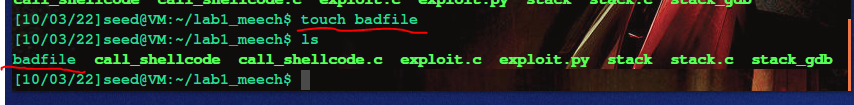 call_shellcode call_shellcode.c exploit.c exploit.py stack stack.c stack_gdb
[10/03/22]seed@VM:~/lab1_meech$ touch badfile
[10/03/22]seed@VM:~/lab1_meech$ ls
badfile call_shellcode call_shellcode.c exploit.c exploit.py stack stack.c stack_gdb
[10/03/22]seed@VM:~/lab1_meech$